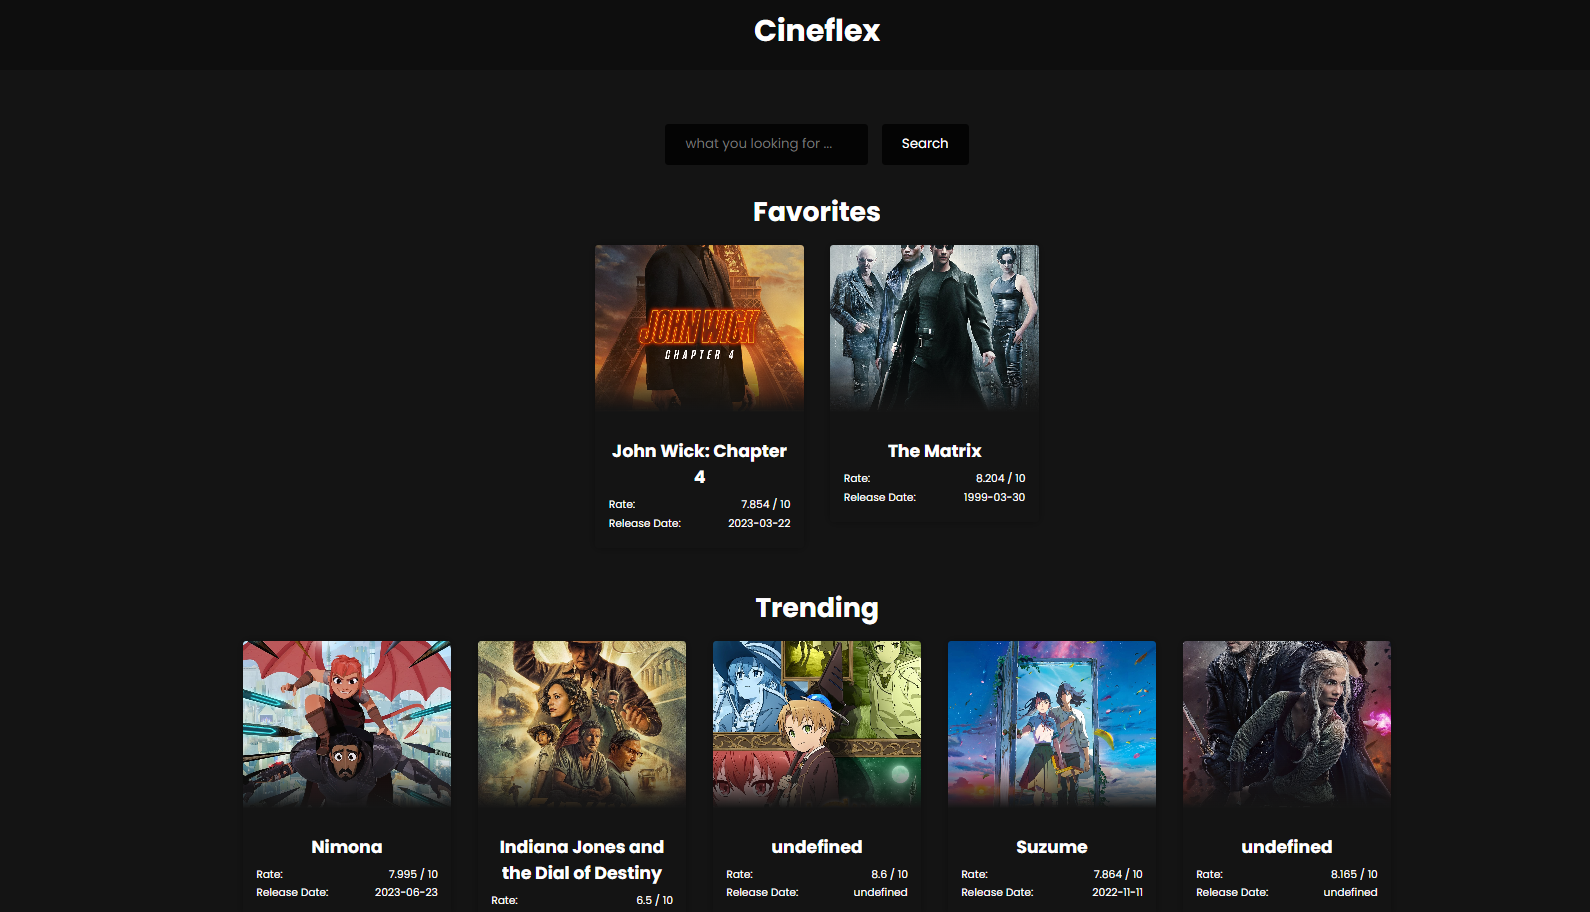 Cineflex
what you looking for ...
Search
Favorites
JOHN WICK
CHAPTER 4
John Wick: Chapter
4
Rate: 7.854 / 10
Release Date: 2023-03-22
The Matrix
Rate: 8.204 / 10
Release Date: 1999-03-30
Trending
Nimona
Rate: 7.995 / 10
Release Date: 2023-06-23
Indiana Jones and
the Dial of Destiny
Rate: 6.5 / 10
undefined
Rate: 8.6 / 10
Release Date: undefined
Suzume
Rate: 7.864 / 10
Release Date: 2022-11-11
undefined
Rate: 8.165 / 10
Release Date: undefined